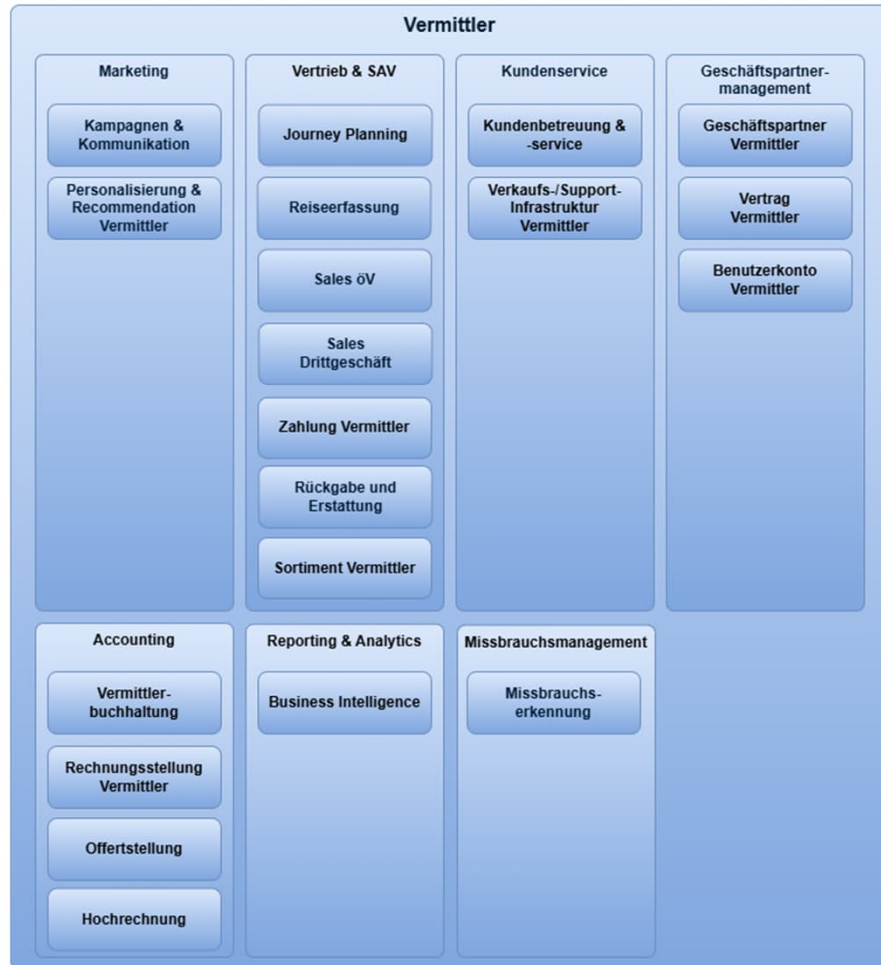 Vermittler
Marketing
Kampagnen &
Kommunikation
Personalisierung &
Recommendation
Vermittler
Vertrieb & SAV
Journey Planning
Reiseerfassung
Sales öV
Sales
Drittgeschäft
Zahlung Vermittler
Rückgabe und
Erstattung
Sortiment Vermittler
Kundenservice
Kundenbetreuung &
-service
Verkaufs-/Support-
Infrastruktur
Vermittler
Geschäftspartner-
management
Geschäftspartner
Vermittler
Vertrag
Vermittler
Benutzerkonto
Vermittler
Accounting
Vermittler-
buchhaltung
Rechnungsstellung
Vermittler
Offertstellung
Hochrechnung
Reporting & Analytics
Business Intelligence
Missbrauchsmanagement
Missbrauchs-
erkennung